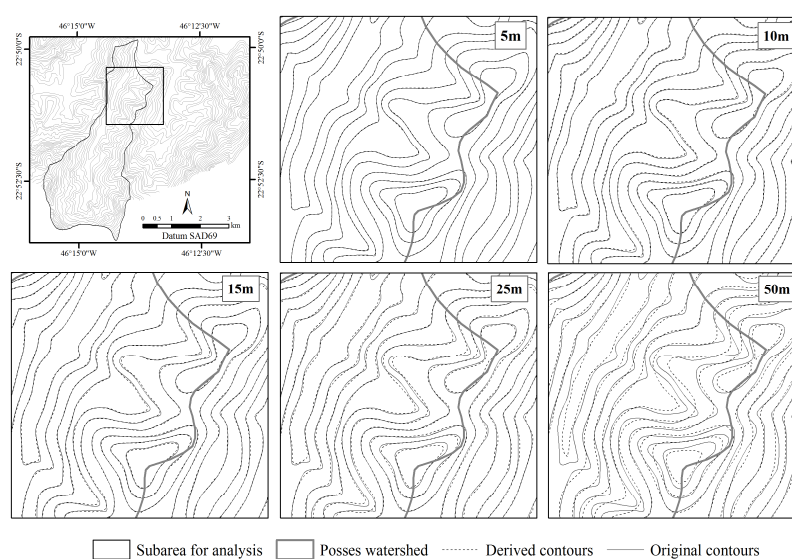 46°15'0"W 46°12'30"W
22°50'0"S 22°50'0"S
22°52'30"S 22°52'30"S
N
0 0.5 1 2 3
km
Datum SAD69
46°15'0"W 46°12'30"W
5m
10m
15m
25m
50m
Subarea for analysis Posses watershed Derived contours Original contours